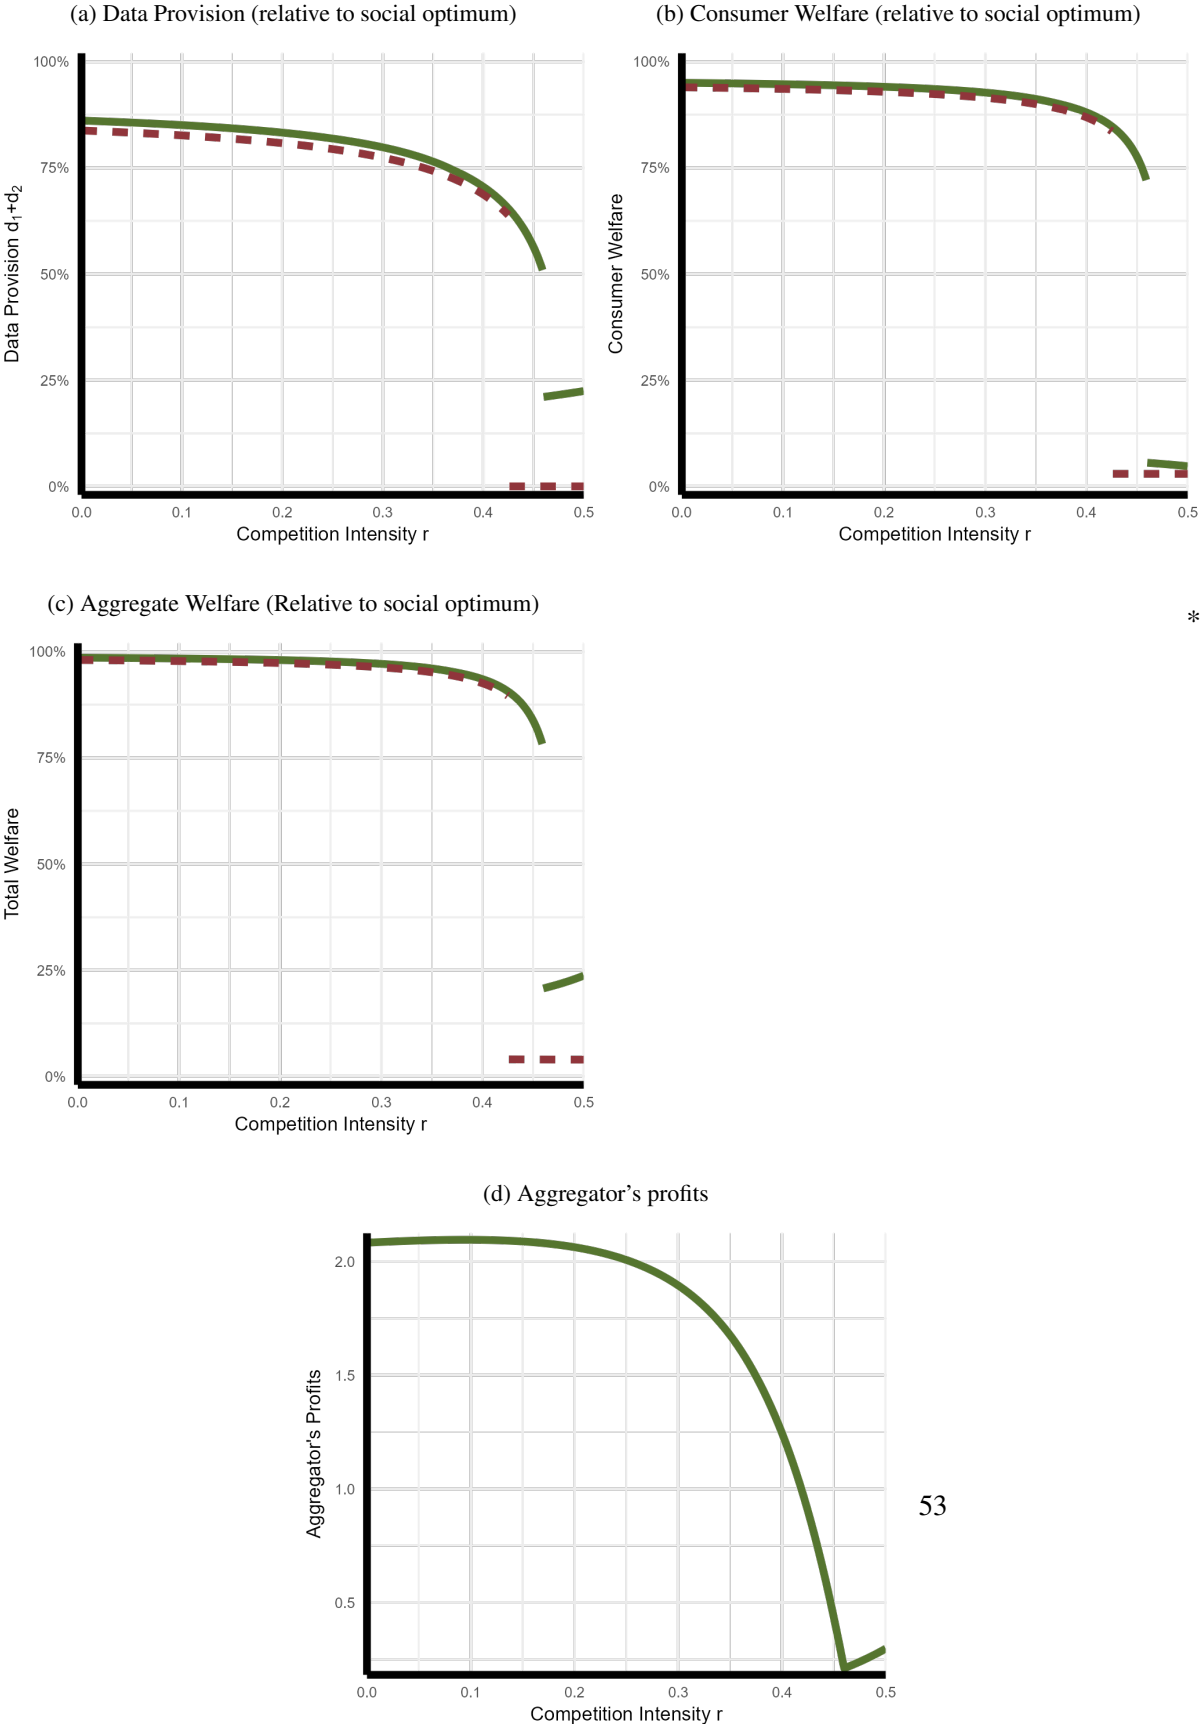 (a) Data Provision (relative to social optimum)
100%
75%
50%
25%
0%
Data Provision d₁+d₂
0.0 0.1 0.2 0.3 0.4 0.5
Competition Intensity r
(b) Consumer Welfare (relative to social optimum)
100%
75%
50%
25%
0%
Consumer Welfare
0.0 0.1 0.2 0.3 0.4 0.5
Competition Intensity r
(c) Aggregate Welfare (Relative to social optimum)
*
100%
75%
50%
25%
0%
Total Welfare
0.0 0.1 0.2 0.3 0.4 0.5
Competition Intensity r
(d) Aggregator’s profits
2.0
1.5
1.0
0.5
Aggregator's Profits
0.0 0.1 0.2 0.3 0.4 0.5
Competition Intensity r
53